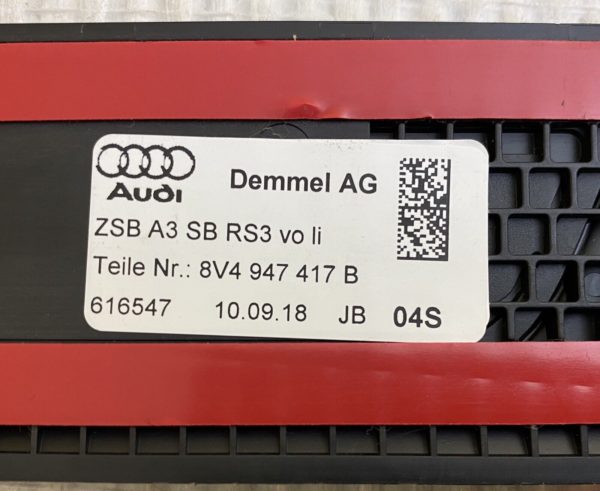 Audi Demmel AG
ZSB A3 SB RS3 vo li
Teile Nr.: 8V4 947 417 B
616547 10.09.18 JB 04S